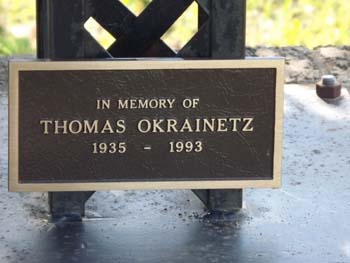 IN MEMORY OF
THOMAS OKRAINETZ
1935 - 1993